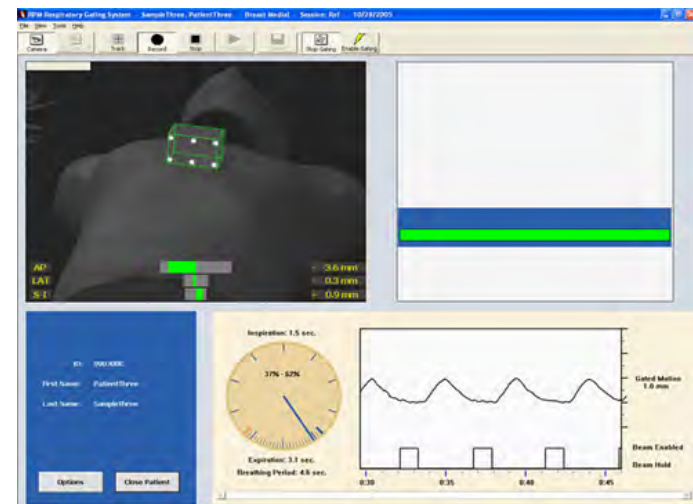 RPM Respiratory Gating System - SampleThree, PatientThree Breast Medial Session: Ref 10/28/2005
File View Tools Help
Camera Track Record Stop Stop Gating Enable Gating
AP - 3.6 mm
LAT - 0.3 mm
S-I 0.9 mm
ID:
First Name: PatientThree
Last Name: SampleThree
Options Close Patient
Inspiration: 1.5 sec.
37% - 62%
Expiration: 3.1 sec.
Breathing Period: 4.6 sec.
Gated Motion
1.0 mm
Beam Enabled
Beam Hold
0:30 0:35 0:40 0:45